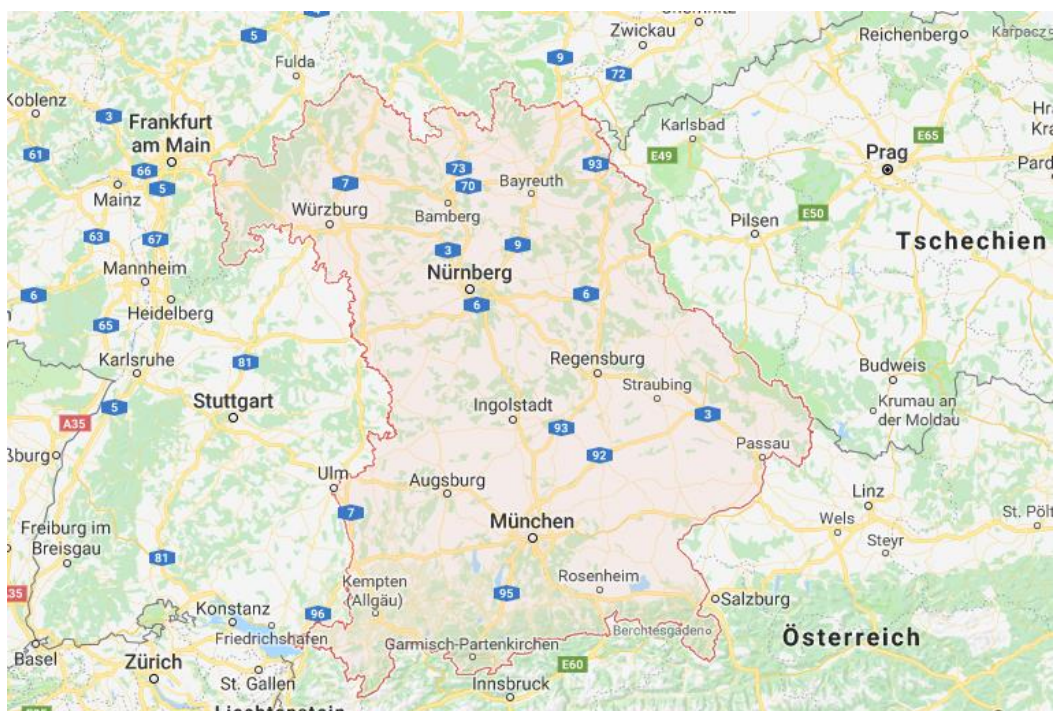 5
Fulda
9
Zwickau
72
Reichenberg
Karpacz
Koblenz
3
Frankfurt
am Main
61
66
5
Mainz
7
73
70
Bayreuth
Bamberg
93
Karlsbad
E49
E65
Prag
Würzburg
63
67
3
9
Pilsen
E50
Tschechien
Mannheim
6
Nürnberg
6
6
Heidelberg
65
Karlsruhe
81
Regensburg
Straubing
Budweis
Krumau an
der Moldau
5
A35
Stuttgart
Ingolstadt
93
3
92
Passau
Ulm
Augsburg
Linz
Wels
St. Pölt
Steyr
7
München
Freiburg im
Breisgau
81
35
Kempten
(Allgäu)
95
Rosenheim
Salzburg
Konstanz
96
Friedrichshafen
Garmisch-Partenkirchen
Berchtesgaden
Österreich
Basel
Zürich
St. Gallen
E60
Innsbruck
Liechtenstein